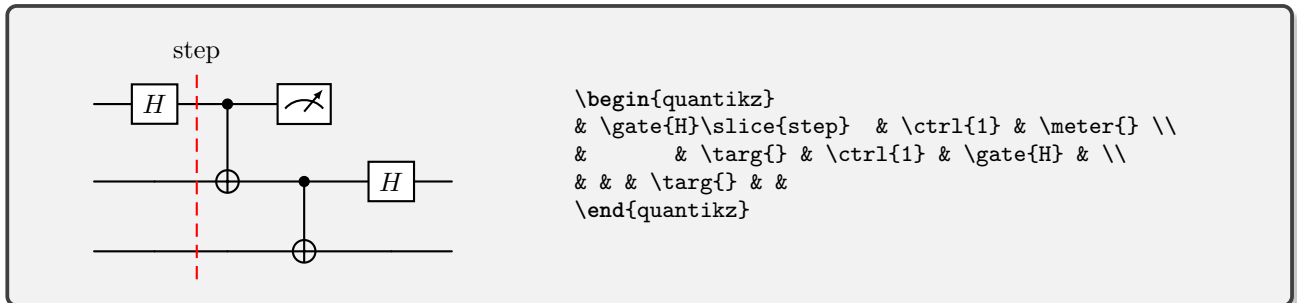 step
H
H
\begin{quantikz}
& \gate{H}\slice{step}  & \ctrl{1} & \meter{} \\
&       & \targ{} & \ctrl{1} & \gate{H} & \\
& & & \targ{} & &
\end{quantikz}